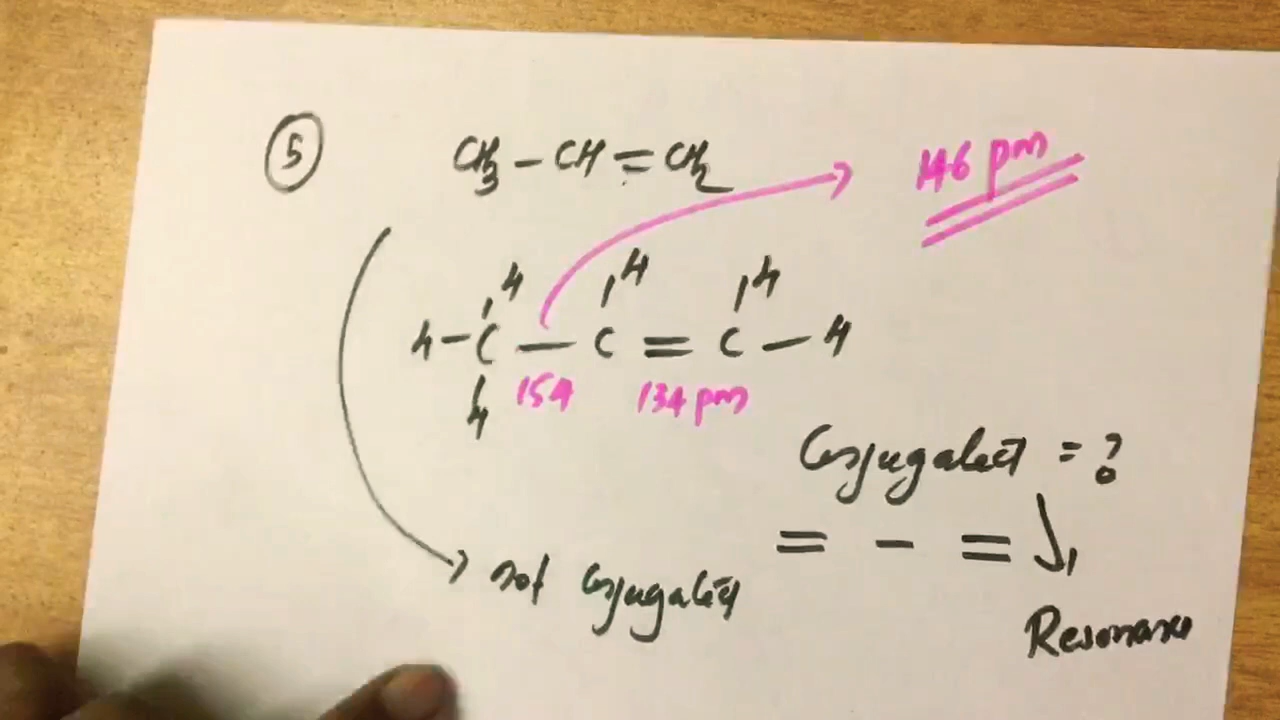 5
CH3 - CH = CH2
146 pm
H H H
H - C — C = C — H
154 134 pm
H
Conjugated = ?
= - =
not conjugated
Resonance